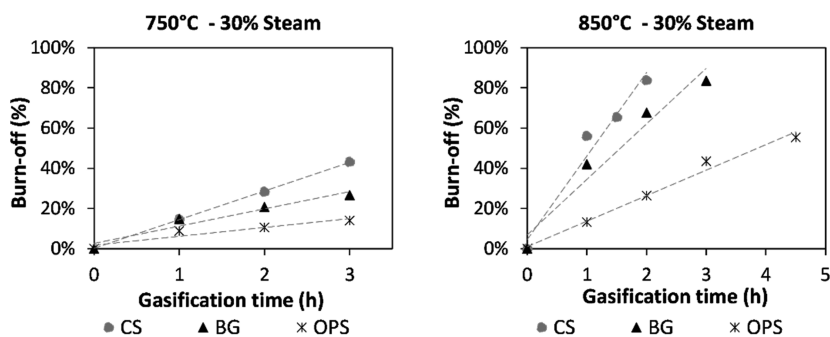 750°C - 30% Steam
100%
80%
60%
40%
20%
0%
Burn-off (%)
0 1 2 3
Gasification time (h)
CS BG OPS
850°C - 30% Steam
100%
80%
60%
40%
20%
0%
Burn-off (%)
0 1 2 3 4 5
Gasification time (h)
CS BG OPS